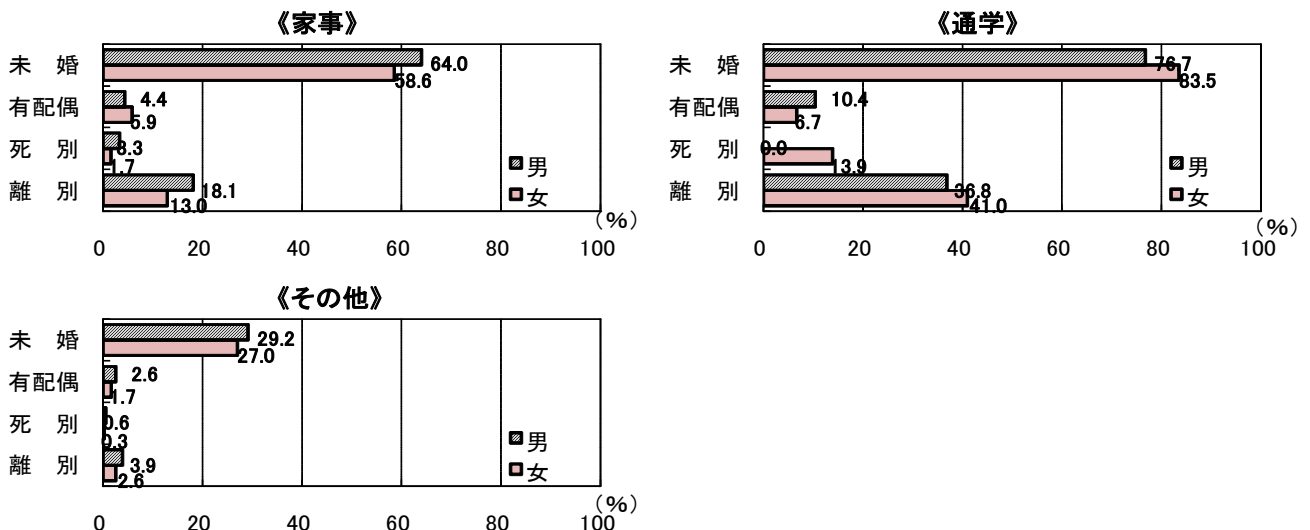 《家事》
未　婚
64.0
58.6
有配偶
4.4
5.9
死　別
3.3
1.7
離　別
18.1
13.0
男
女
(%)
0 20 40 60 80 100
《通学》
未　婚
76.7
83.5
有配偶
10.4
6.7
死　別
0.0
13.9
離　別
36.8
41.0
男
女
(%)
0 20 40 60 80 100
《その他》
未　婚
29.2
27.0
有配偶
2.6
1.7
死　別
0.6
0.3
離　別
3.9
2.6
男
女
(%)
0 20 40 60 80 100